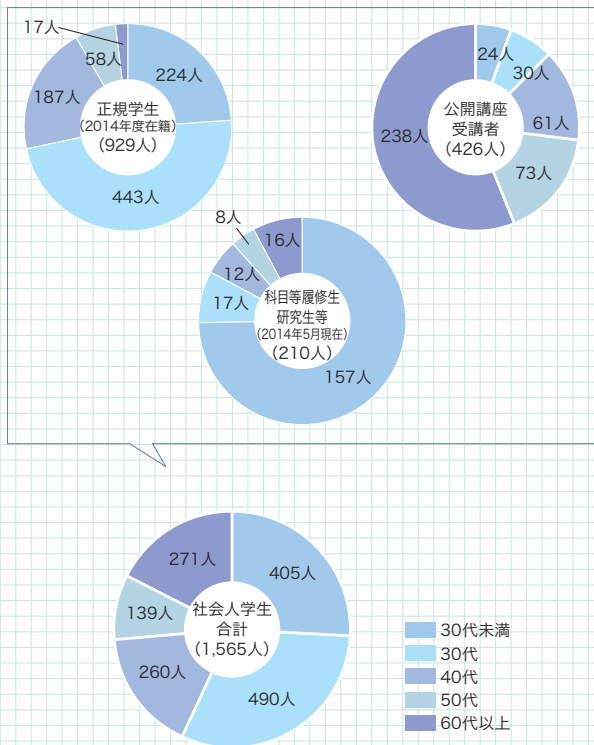 17人
58人
224人
187人
正規学生
（2014年度在籍）
（929人）
443人
24人
30人
238人
公開講座
受講者
（426人）
61人
73人
8人
16人
12人
17人
科目等履修生
研究生等
（2014年5月現在）
（210人）
157人
271人
405人
139人
社会人学生
合計
（1,565人）
260人
490人
30代未満
30代
40代
50代
60代以上